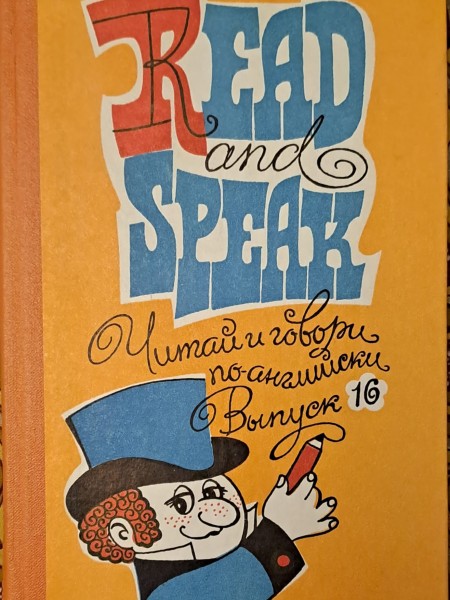 READ
and
SPEAK
Читай и говори
по-английски
Выпуск 16